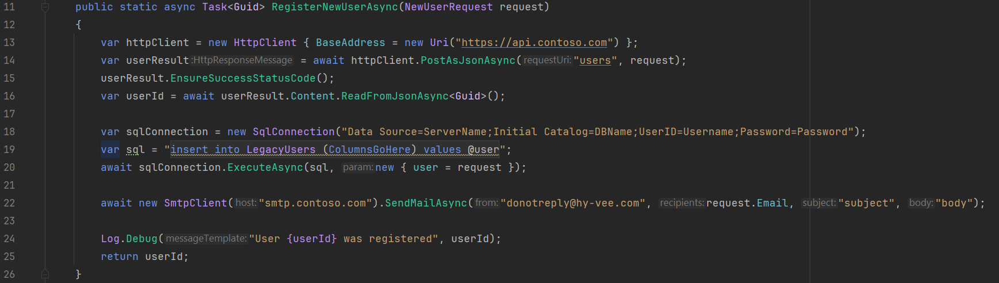 11 public static async Task<Guid> RegisterNewUserAsync(NewUserRequest request)
12 {
13 var httpClient = new HttpClient { BaseAddress = new Uri("https://api.contoso.com") };
14 var userResult :HttpResponseMessage = await httpClient.PostAsJsonAsync( requestUri: "users", request);
15 userResult.EnsureSuccessStatusCode();
16 var userId = await userResult.Content.ReadFromJsonAsync<Guid>();
17
18 var sqlConnection = new SqlConnection("Data Source=ServerName;Initial Catalog=DBName;UserID=Username;Password=Password");
19 var sql = "insert into LegacyUsers (ColumnsGoHere) values @user";
20 await sqlConnection.ExecuteAsync(sql, param: new { user = request });
21
22 await new SmtpClient( host: "smtp.contoso.com").SendMailAsync( from: "donotreply@hy-vee.com", recipients: request.Email, subject: "subject", body: "body");
23
24 Log.Debug( messageTemplate: "User {userId} was registered", userId);
25 return userId;
26 }